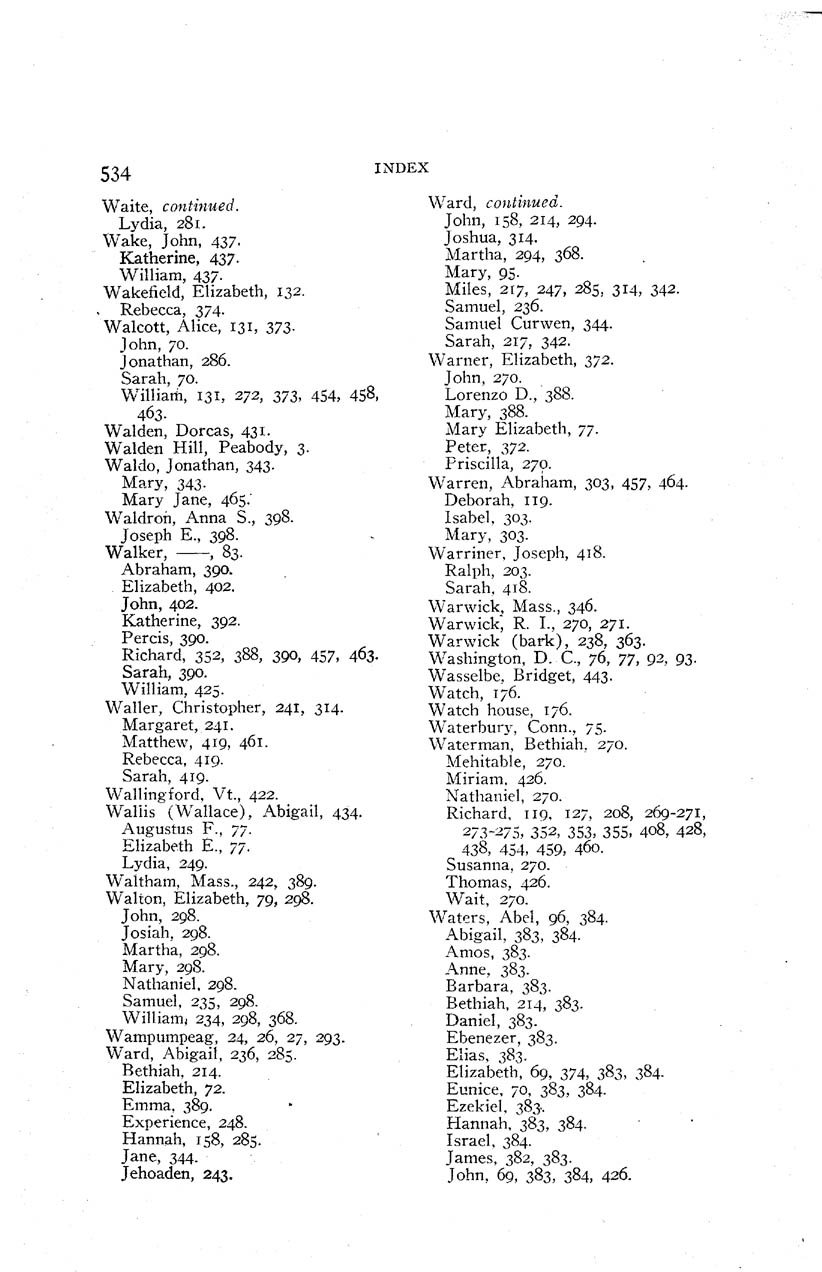 534
INDEX
Waite, continued.
Lydia, 281.
Wake, John, 437.
Katherine, 437.
William, 437.
Wakefield, Elizabeth, 132.
Rebecca, 374.
Walcott, Alice, 131, 373.
John, 70.
Jonathan, 286.
Sarah, 70.
William, 131, 272, 373, 454, 458,
463.
Walden, Dorcas, 431.
Walden Hill, Peabody, 3.
Waldo, Jonathan, 343.
Mary, 343.
Mary Jane, 465.
Waldron, Anna S., 398.
Joseph E., 398.
Walker, ——, 83.
Abraham, 390.
Elizabeth, 402.
John, 402.
Katherine, 392.
Percis, 390.
Richard, 352, 388, 390, 457, 463.
Sarah, 390.
William, 425.
Waller, Christopher, 241, 314.
Margaret, 241.
Matthew, 419, 461.
Rebecca, 419.
Sarah, 419.
Wallingford, Vt., 422.
Wallis (Wallace), Abigail, 434.
Augustus F., 77.
Elizabeth E., 77.
Lydia, 249.
Waltham, Mass., 242, 389.
Walton, Elizabeth, 79, 298.
John, 298.
Josiah, 298.
Martha, 298.
Mary, 298.
Nathaniel, 298.
Samuel, 235, 298.
William, 234, 298, 368.
Wampumpeag, 24, 26, 27, 293.
Ward, Abigail, 236, 285.
Bethiah, 214.
Elizabeth, 72.
Emma, 389.
Experience, 248.
Hannah, 158, 285.
Jane, 344.
Jehoaden, 243.
Ward, continued.
John, 158, 214, 294.
Joshua, 314.
Martha, 294, 368.
Mary, 95.
Miles, 217, 247, 285, 314, 342.
Samuel, 236.
Samuel Curwen, 344.
Sarah, 217, 342.
Warner, Elizabeth, 372.
John, 270.
Lorenzo D., 388.
Mary, 388.
Mary Elizabeth, 77.
Peter, 372.
Priscilla, 270.
Warren, Abraham, 303, 457, 464.
Deborah, 119.
Isabel, 303.
Mary, 303.
Warriner, Joseph, 418.
Ralph, 203.
Sarah, 418.
Warwick, Mass., 346.
Warwick, R. I., 270, 271.
Warwick (bark), 238, 363.
Washington, D. C., 76, 77, 92, 93.
Wasselbe, Bridget, 443.
Watch, 176.
Watch house, 176.
Waterbury, Conn., 75.
Waterman, Bethiah, 270.
Mehitable, 270.
Miriam, 426.
Nathaniel, 270.
Richard, 119, 127, 208, 269-271,
273-275, 352, 353, 355, 408, 428,
438, 454, 459, 460.
Susanna, 270.
Thomas, 426.
Wait, 270.
Waters, Abel, 96, 384.
Abigail, 383, 384.
Amos, 383.
Anne, 383.
Barbara, 383.
Bethiah, 214, 383.
Daniel, 383.
Ebenezer, 383.
Elias, 383.
Elizabeth, 69, 374, 383, 384.
Eunice, 70, 383, 384.
Ezekiel, 383.
Hannah, 383, 384.
Israel, 384.
James, 382, 383.
John, 69, 383, 384, 426.